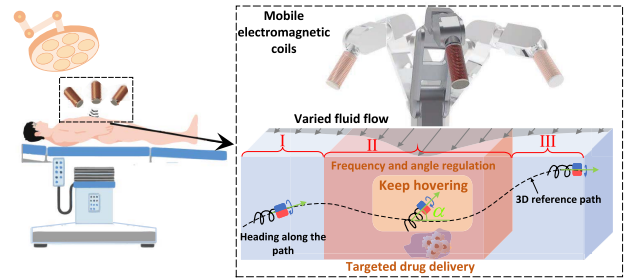 Mobile
electromagnetic
coils
Varied fluid flow
I
II
III
Frequency and angle regulation
Keep hovering
α
3D reference path
Heading along the
path
Targeted drug delivery